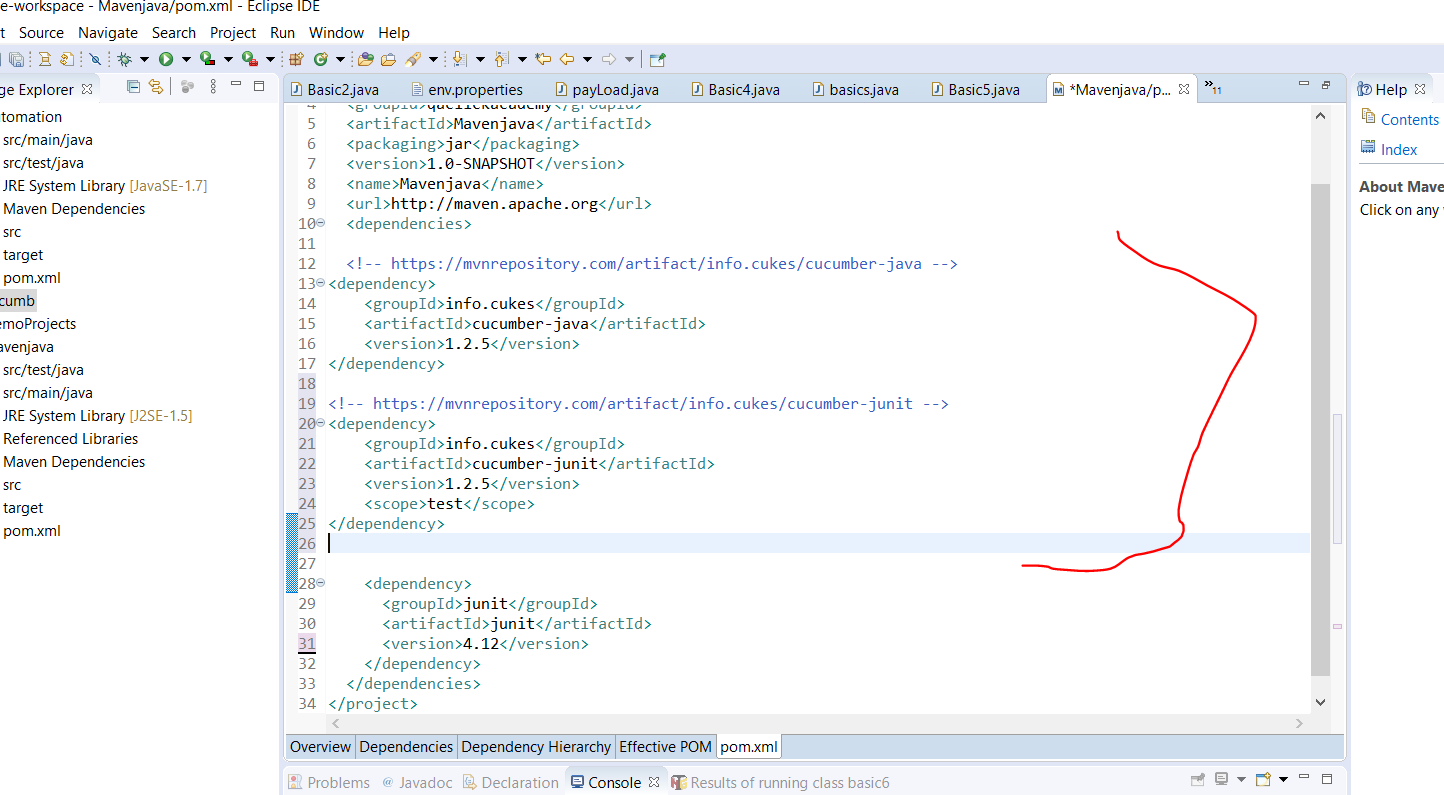 e-workspace - Mavenjava/pom.xml - Eclipse IDE
t Source Navigate Search Project Run Window Help
ge Explorer
Basic2.java env.properties payLoad.java Basic4.java basics.java Basic5.java *Mavenjava/p... »11
Help
Contents
Index
About Mave
Click on any
tomation
src/main/java
src/test/java
JRE System Library [JavaSE-1.7]
Maven Dependencies
src
target
pom.xml
cumb
emoProjects
avenjava
src/test/java
src/main/java
JRE System Library [J2SE-1.5]
Referenced Libraries
Maven Dependencies
src
target
pom.xml
4 <groupId>qaclickacademy</groupId>
5 <artifactId>Mavenjava</artifactId>
6 <packaging>jar</packaging>
7 <version>1.0-SNAPSHOT</version>
8 <name>Mavenjava</name>
9 <url>http://maven.apache.org</url>
10 <dependencies>
11
12 <!-- https://mvnrepository.com/artifact/info.cukes/cucumber-java -->
13 <dependency>
14 <groupId>info.cukes</groupId>
15 <artifactId>cucumber-java</artifactId>
16 <version>1.2.5</version>
17 </dependency>
18
19 <!-- https://mvnrepository.com/artifact/info.cukes/cucumber-junit -->
20 <dependency>
21 <groupId>info.cukes</groupId>
22 <artifactId>cucumber-junit</artifactId>
23 <version>1.2.5</version>
24 <scope>test</scope>
25 </dependency>
26
27
28 <dependency>
29 <groupId>junit</groupId>
30 <artifactId>junit</artifactId>
31 <version>4.12</version>
32 </dependency>
33 </dependencies>
34 </project>
Overview Dependencies Dependency Hierarchy Effective POM pom.xml
Problems @ Javadoc Declaration Console Results of running class basic6